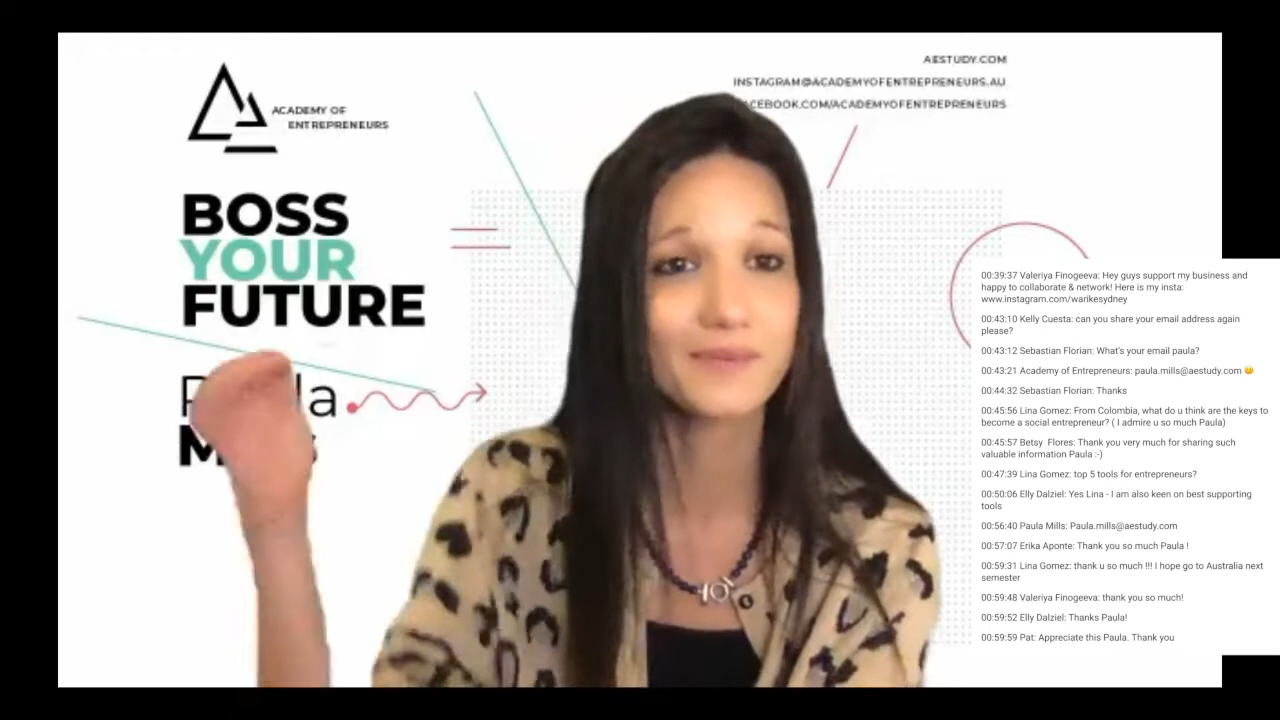 ACADEMY OF
ENTREPRENEURS
AESTUDY.COM
INSTAGRAM@ACADEMYOFENTREPRENEURS.AU
ACEBOOK.COM/ACADEMYOFENTREPRENEURS
BOSS
YOUR
FUTURE
00:39:37 Valeriya Finogeeva: Hey guys support my business and
happy to collaborate & network! Here is my insta:
www.instagram.com/warikesydney
00:43:10 Kelly Cuesta: can you share your email address again
please?
00:43:12 Sebastian Florian: What's your email paula?
00:43:21 Academy of Entrepreneurs: paula.mills@aestudy.com 🙂
00:44:32 Sebastian Florian: Thanks
00:45:56 Lina Gomez: From Colombia, what do u think are the keys to
become a social entrepreneur? ( I admire u so much Paula)
00:45:57 Betsy Flores: Thank you very much for sharing such
valuable information Paula :-)
00:47:39 Lina Gomez: top 5 tools for entrepreneurs?
00:50:06 Elly Dalziel: Yes Lina - I am also keen on best supporting
tools
00:56:40 Paula Mills: Paula.mills@aestudy.com
00:57:07 Erika Aponte: Thank you so much Paula !
00:59:31 Lina Gomez: thank u so much !!! I hope go to Australia next
semester
00:59:48 Valeriya Finogeeva: thank you so much!
00:59:52 Elly Dalziel: Thanks Paula!
00:59:59 Pat: Appreciate this Paula. Thank you